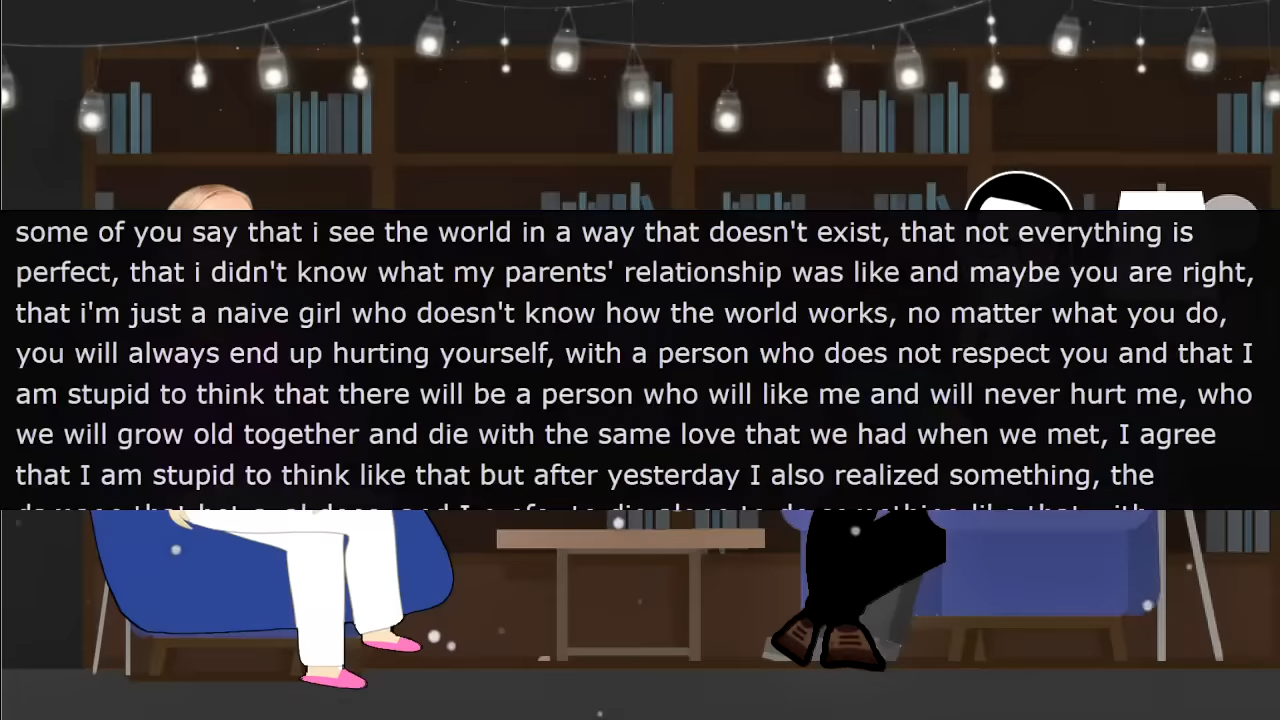 some of you say that i see the world in a way that doesn't exist, that not everything is
perfect, that i didn't know what my parents' relationship was like and maybe you are right,
that i'm just a naive girl who doesn't know how the world works, no matter what you do,
you will always end up hurting yourself, with a person who does not respect you and that I
am stupid to think that there will be a person who will like me and will never hurt me, who
we will grow old together and die with the same love that we had when we met, I agree
that I am stupid to think like that but after yesterday I also realized something, the